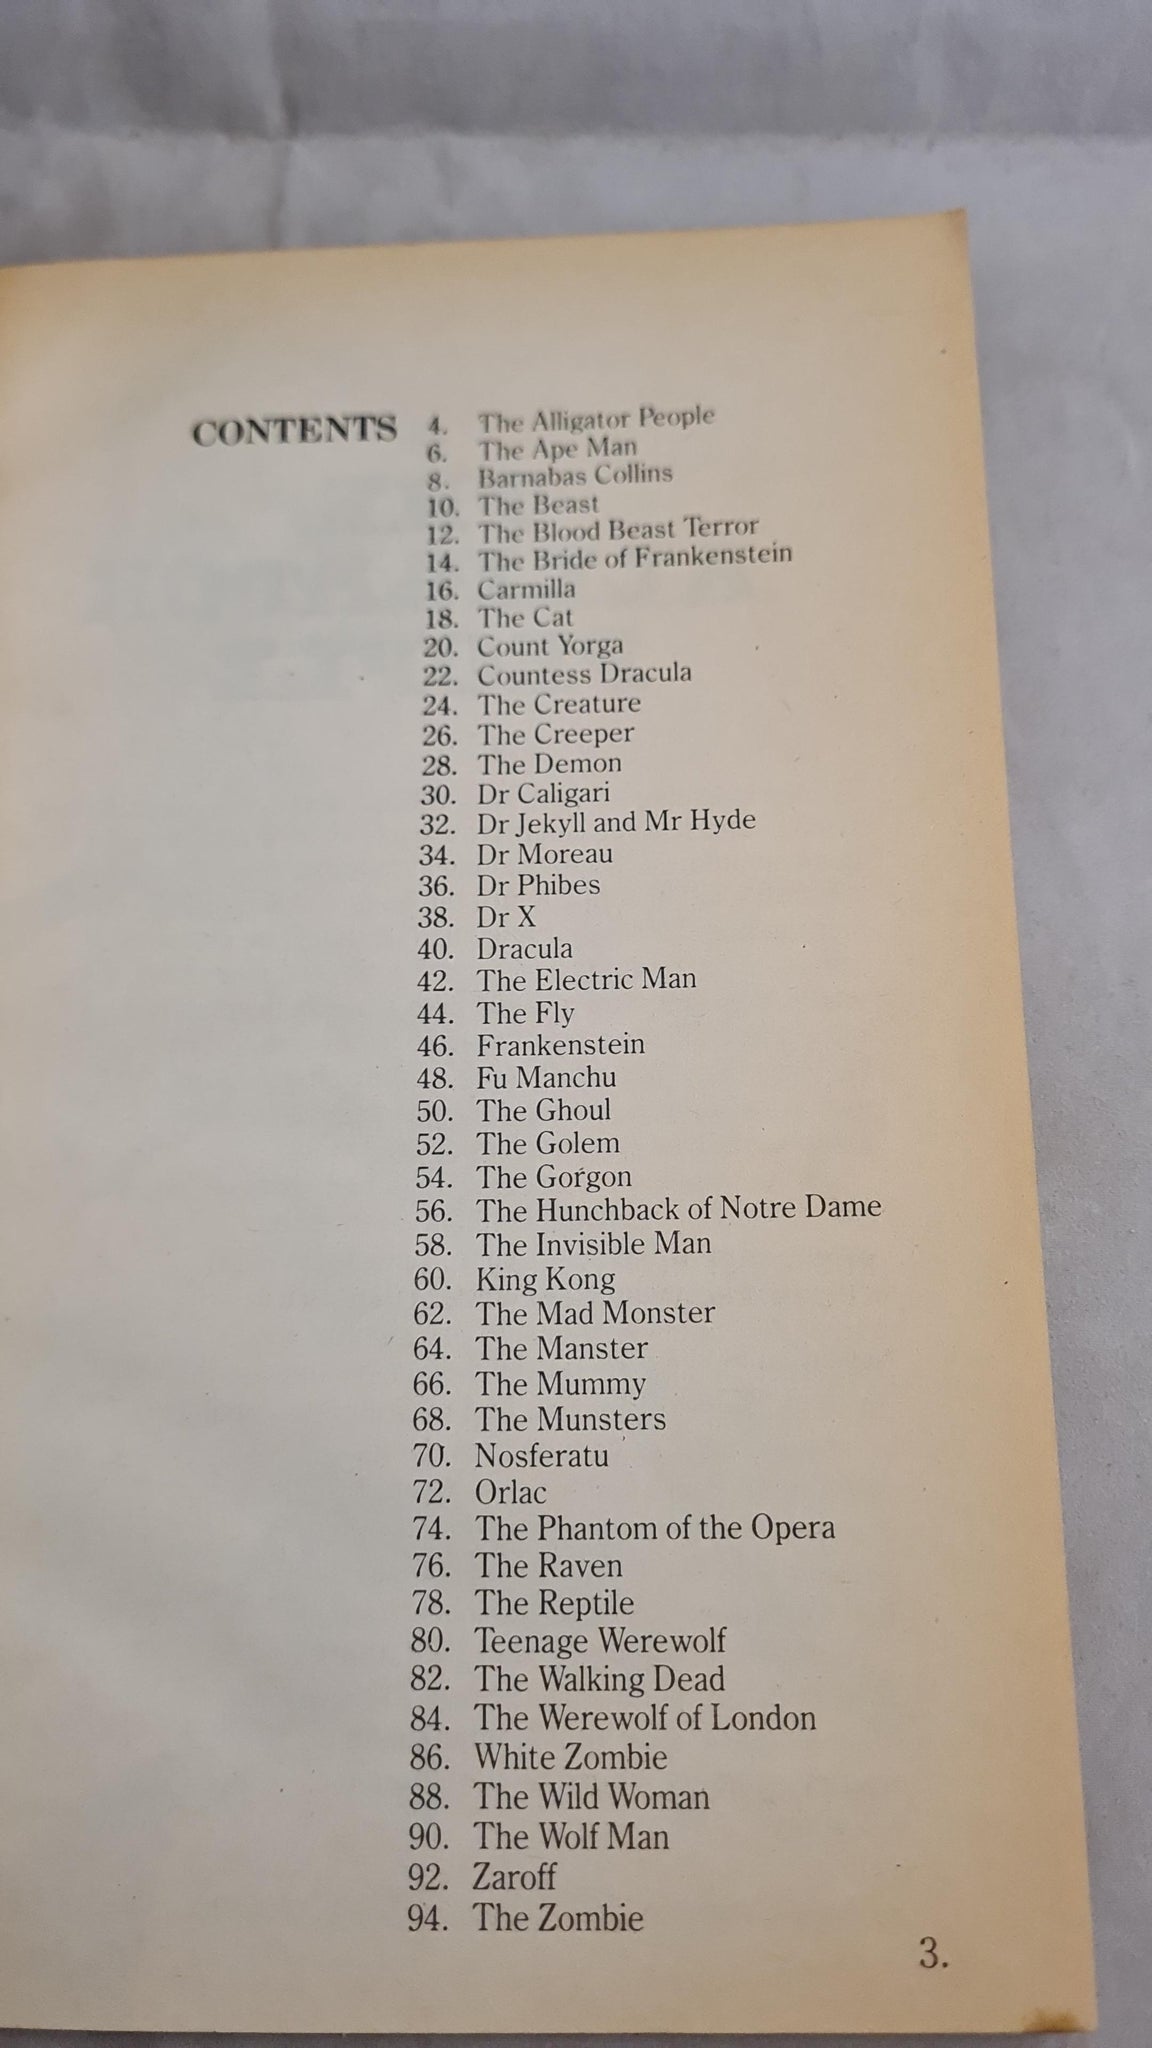 CONTENTS 4. The Alligator People
6. The Ape Man
8. Barnabas Collins
10. The Beast
12. The Blood Beast Terror
14. The Bride of Frankenstein
16. Carmilla
18. The Cat
20. Count Yorga
22. Countess Dracula
24. The Creature
26. The Creeper
28. The Demon
30. Dr Caligari
32. Dr Jekyll and Mr Hyde
34. Dr Moreau
36. Dr Phibes
38. Dr X
40. Dracula
42. The Electric Man
44. The Fly
46. Frankenstein
48. Fu Manchu
50. The Ghoul
52. The Golem
54. The Gorgon
56. The Hunchback of Notre Dame
58. The Invisible Man
60. King Kong
62. The Mad Monster
64. The Manster
66. The Mummy
68. The Munsters
70. Nosferatu
72. Orlac
74. The Phantom of the Opera
76. The Raven
78. The Reptile
80. Teenage Werewolf
82. The Walking Dead
84. The Werewolf of London
86. White Zombie
88. The Wild Woman
90. The Wolf Man
92. Zaroff
94. The Zombie
3.